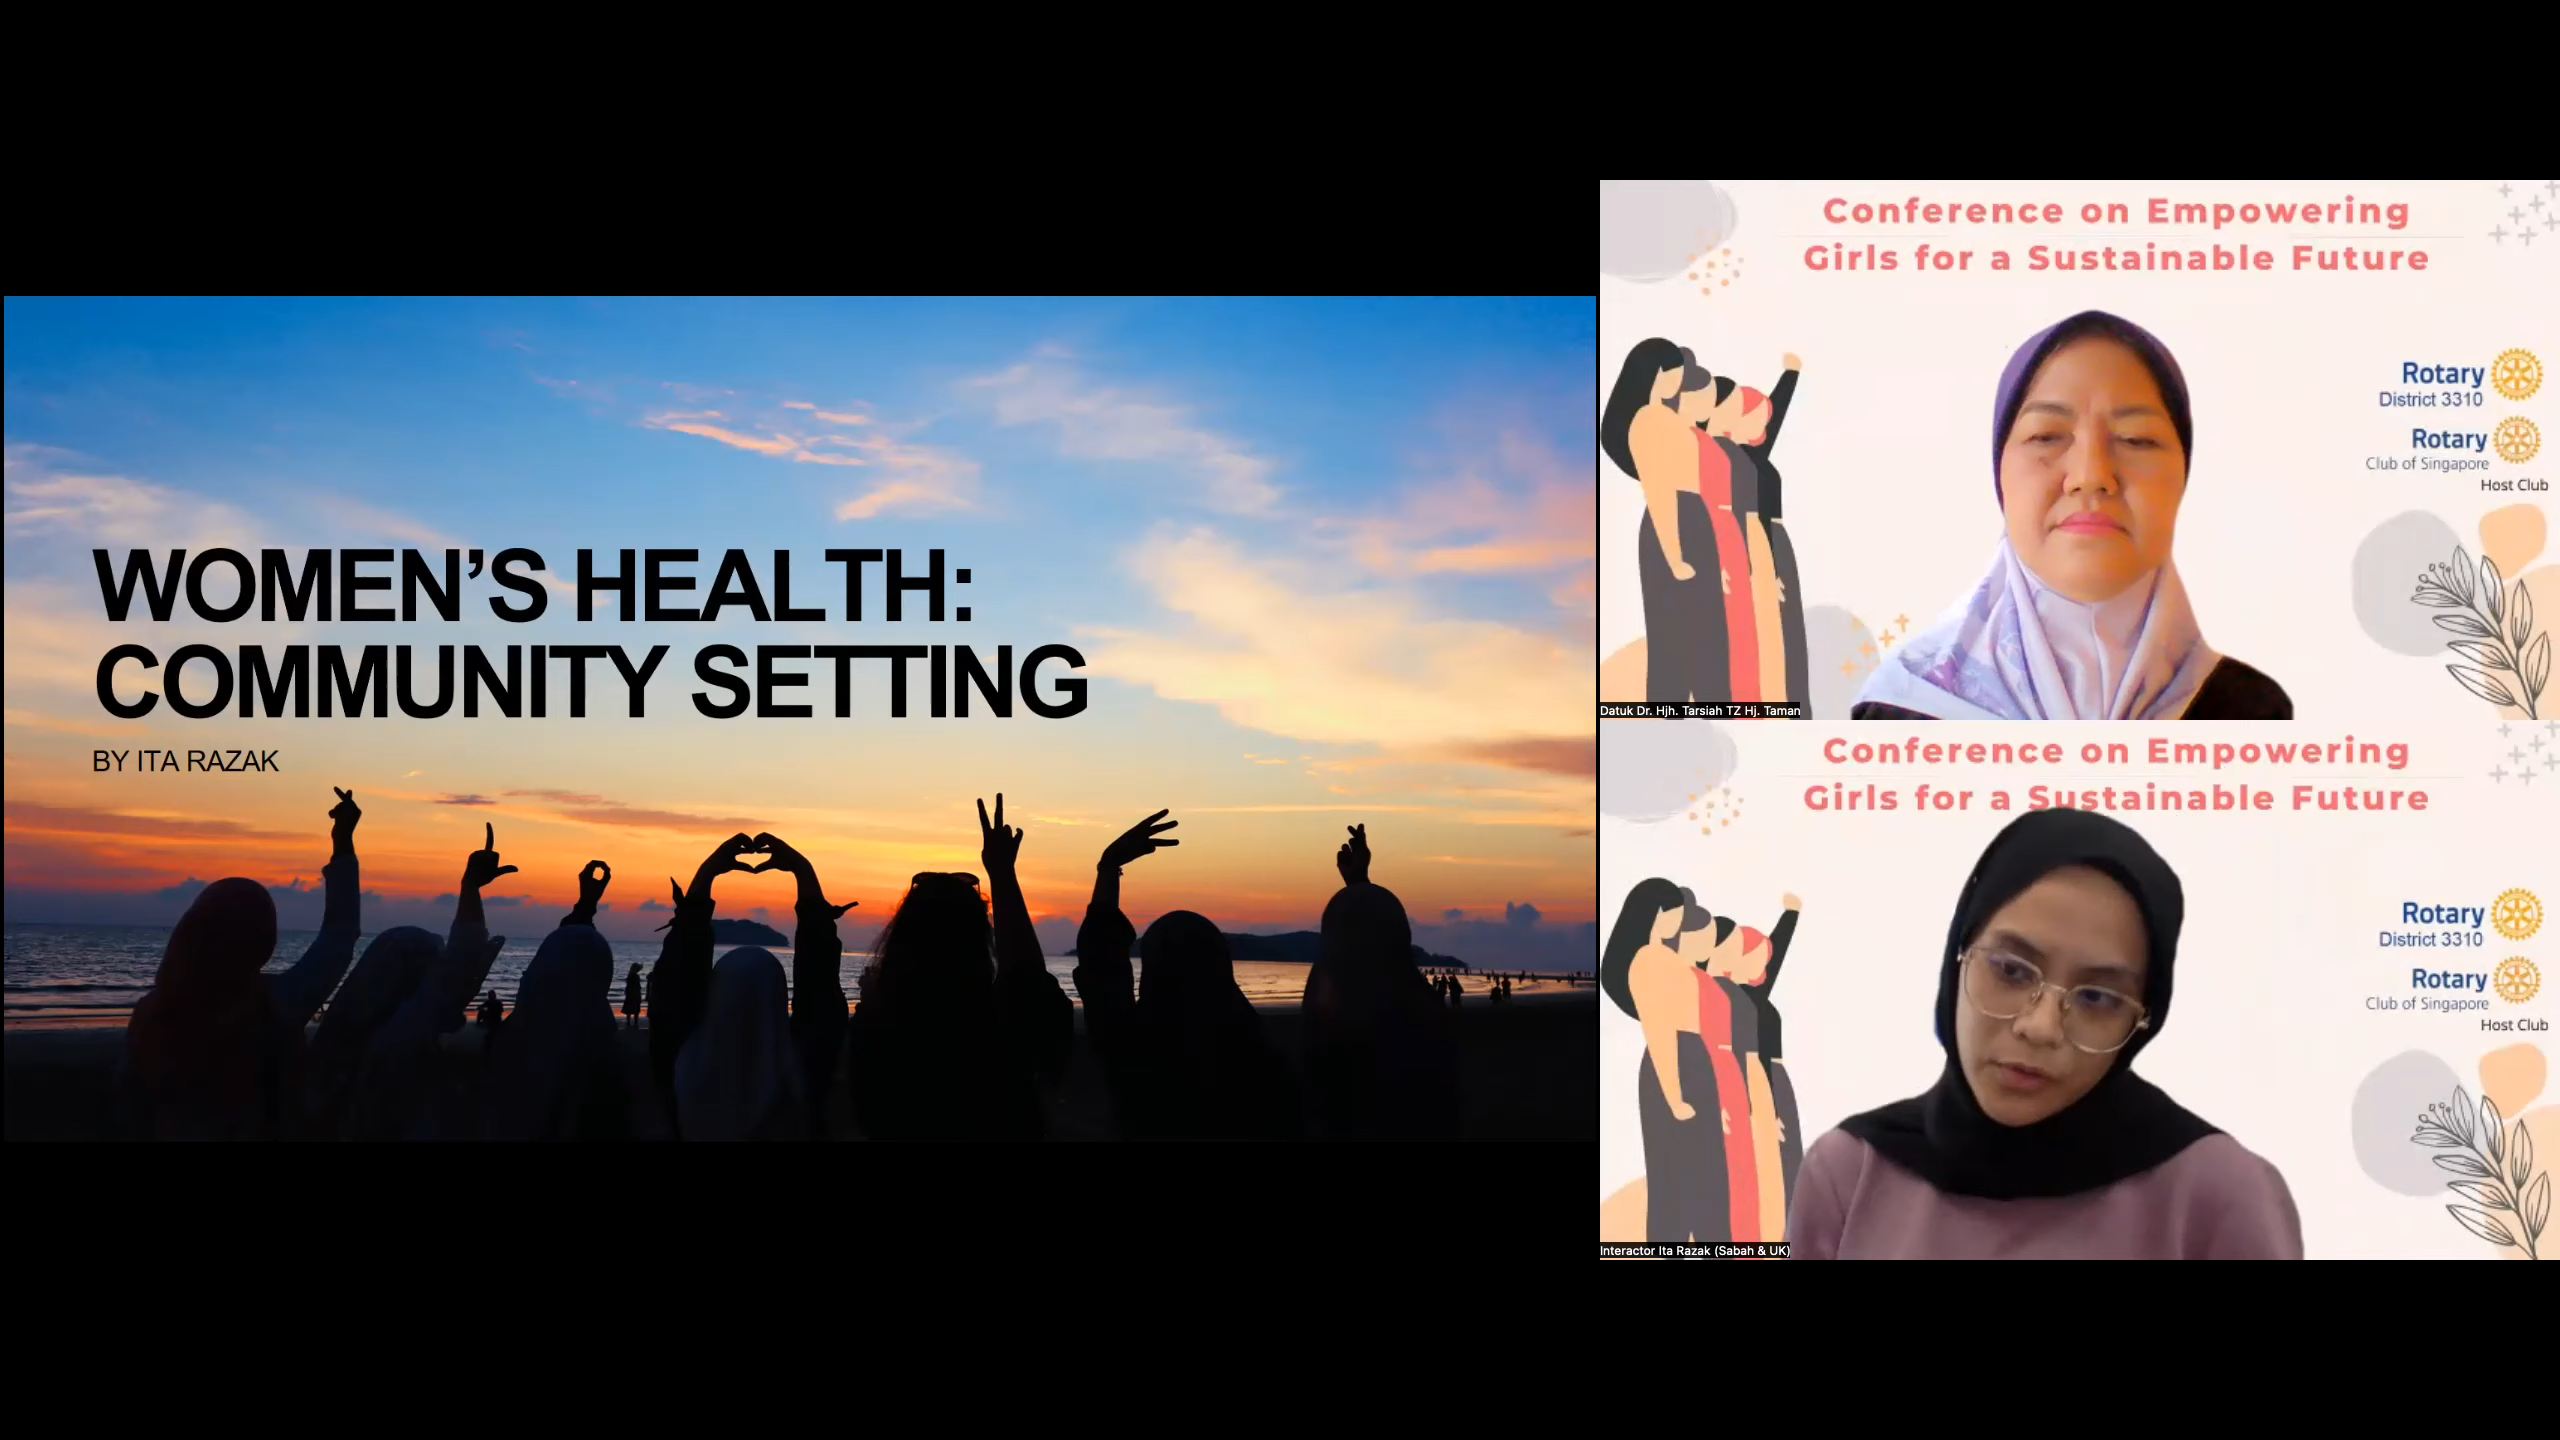 WOMEN’S HEALTH:
COMMUNITY SETTING
BY ITA RAZAK
Conference on Empowering
Girls for a Sustainable Future
Rotary
District 3310
Rotary
Club of Singapore
Host Club
Datuk Dr. Hjh. Tarsiah TZ Hj. Taman
Conference on Empowering
Girls for a Sustainable Future
Rotary
District 3310
Rotary
Club of Singapore
Host Club
Interactor Ita Razak (Sabah & UK)